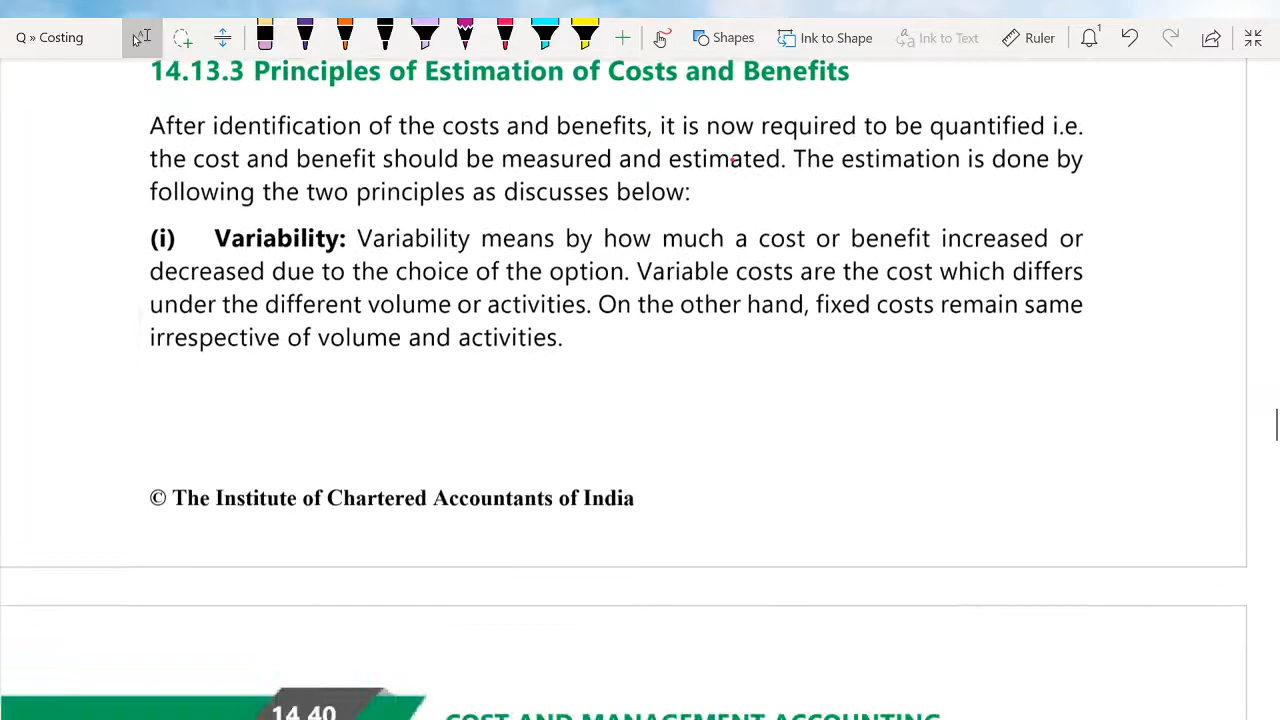 Q » Costing
Shapes
Ink to Shape
Ink to Text
Ruler
1
14.13.3 Principles of Estimation of Costs and Benefits
After identification of the costs and benefits, it is now required to be quantified i.e.
the cost and benefit should be measured and estimated. The estimation is done by
following the two principles as discusses below:
(i) Variability: Variability means by how much a cost or benefit increased or
decreased due to the choice of the option. Variable costs are the cost which differs
under the different volume or activities. On the other hand, fixed costs remain same
irrespective of volume and activities.
© The Institute of Chartered Accountants of India
14.40
COST AND MANAGEMENT ACCOUNTING